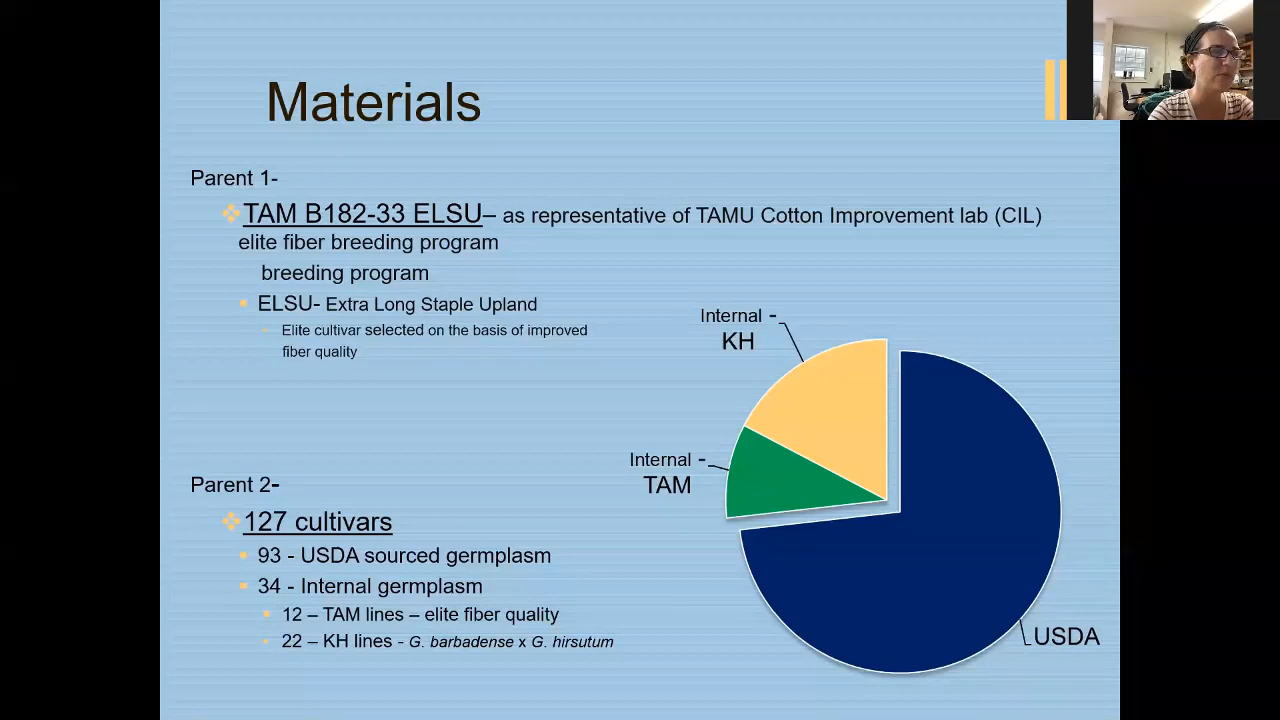 Materials
Parent 1-
TAM B182-33 ELSU– as representative of TAMU Cotton Improvement lab (CIL)
elite fiber breeding program
breeding program
ELSU- Extra Long Staple Upland
Elite cultivar selected on the basis of improved
fiber quality
Internal -
KH
Internal -
TAM
Parent 2-
127 cultivars
93 - USDA sourced germplasm
34 - Internal germplasm
12 – TAM lines – elite fiber quality
22 – KH lines - G. barbadense x G. hirsutum
USDA